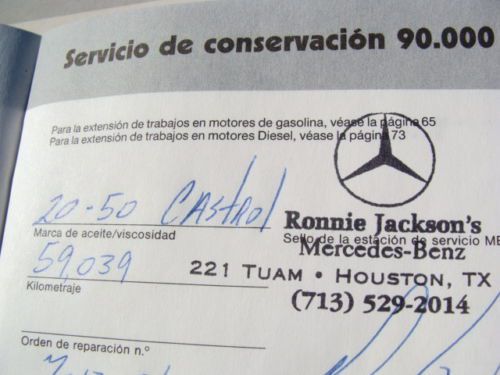 Servicio de conservación 90.000
Para la extensión de trabajos en motores de gasolina, véase la página 65
Para la extensión de trabajos en motores Diesel, véase la página 73
20-50 Castrol
Marca de aceite/viscosidad
Ronnie Jackson's
Sello de la estación de servicio
Mercedes-Benz
59,039
221 TUAM • HOUSTON, TX
Kilometraje
(713) 529-2014
Orden de reparación n.º